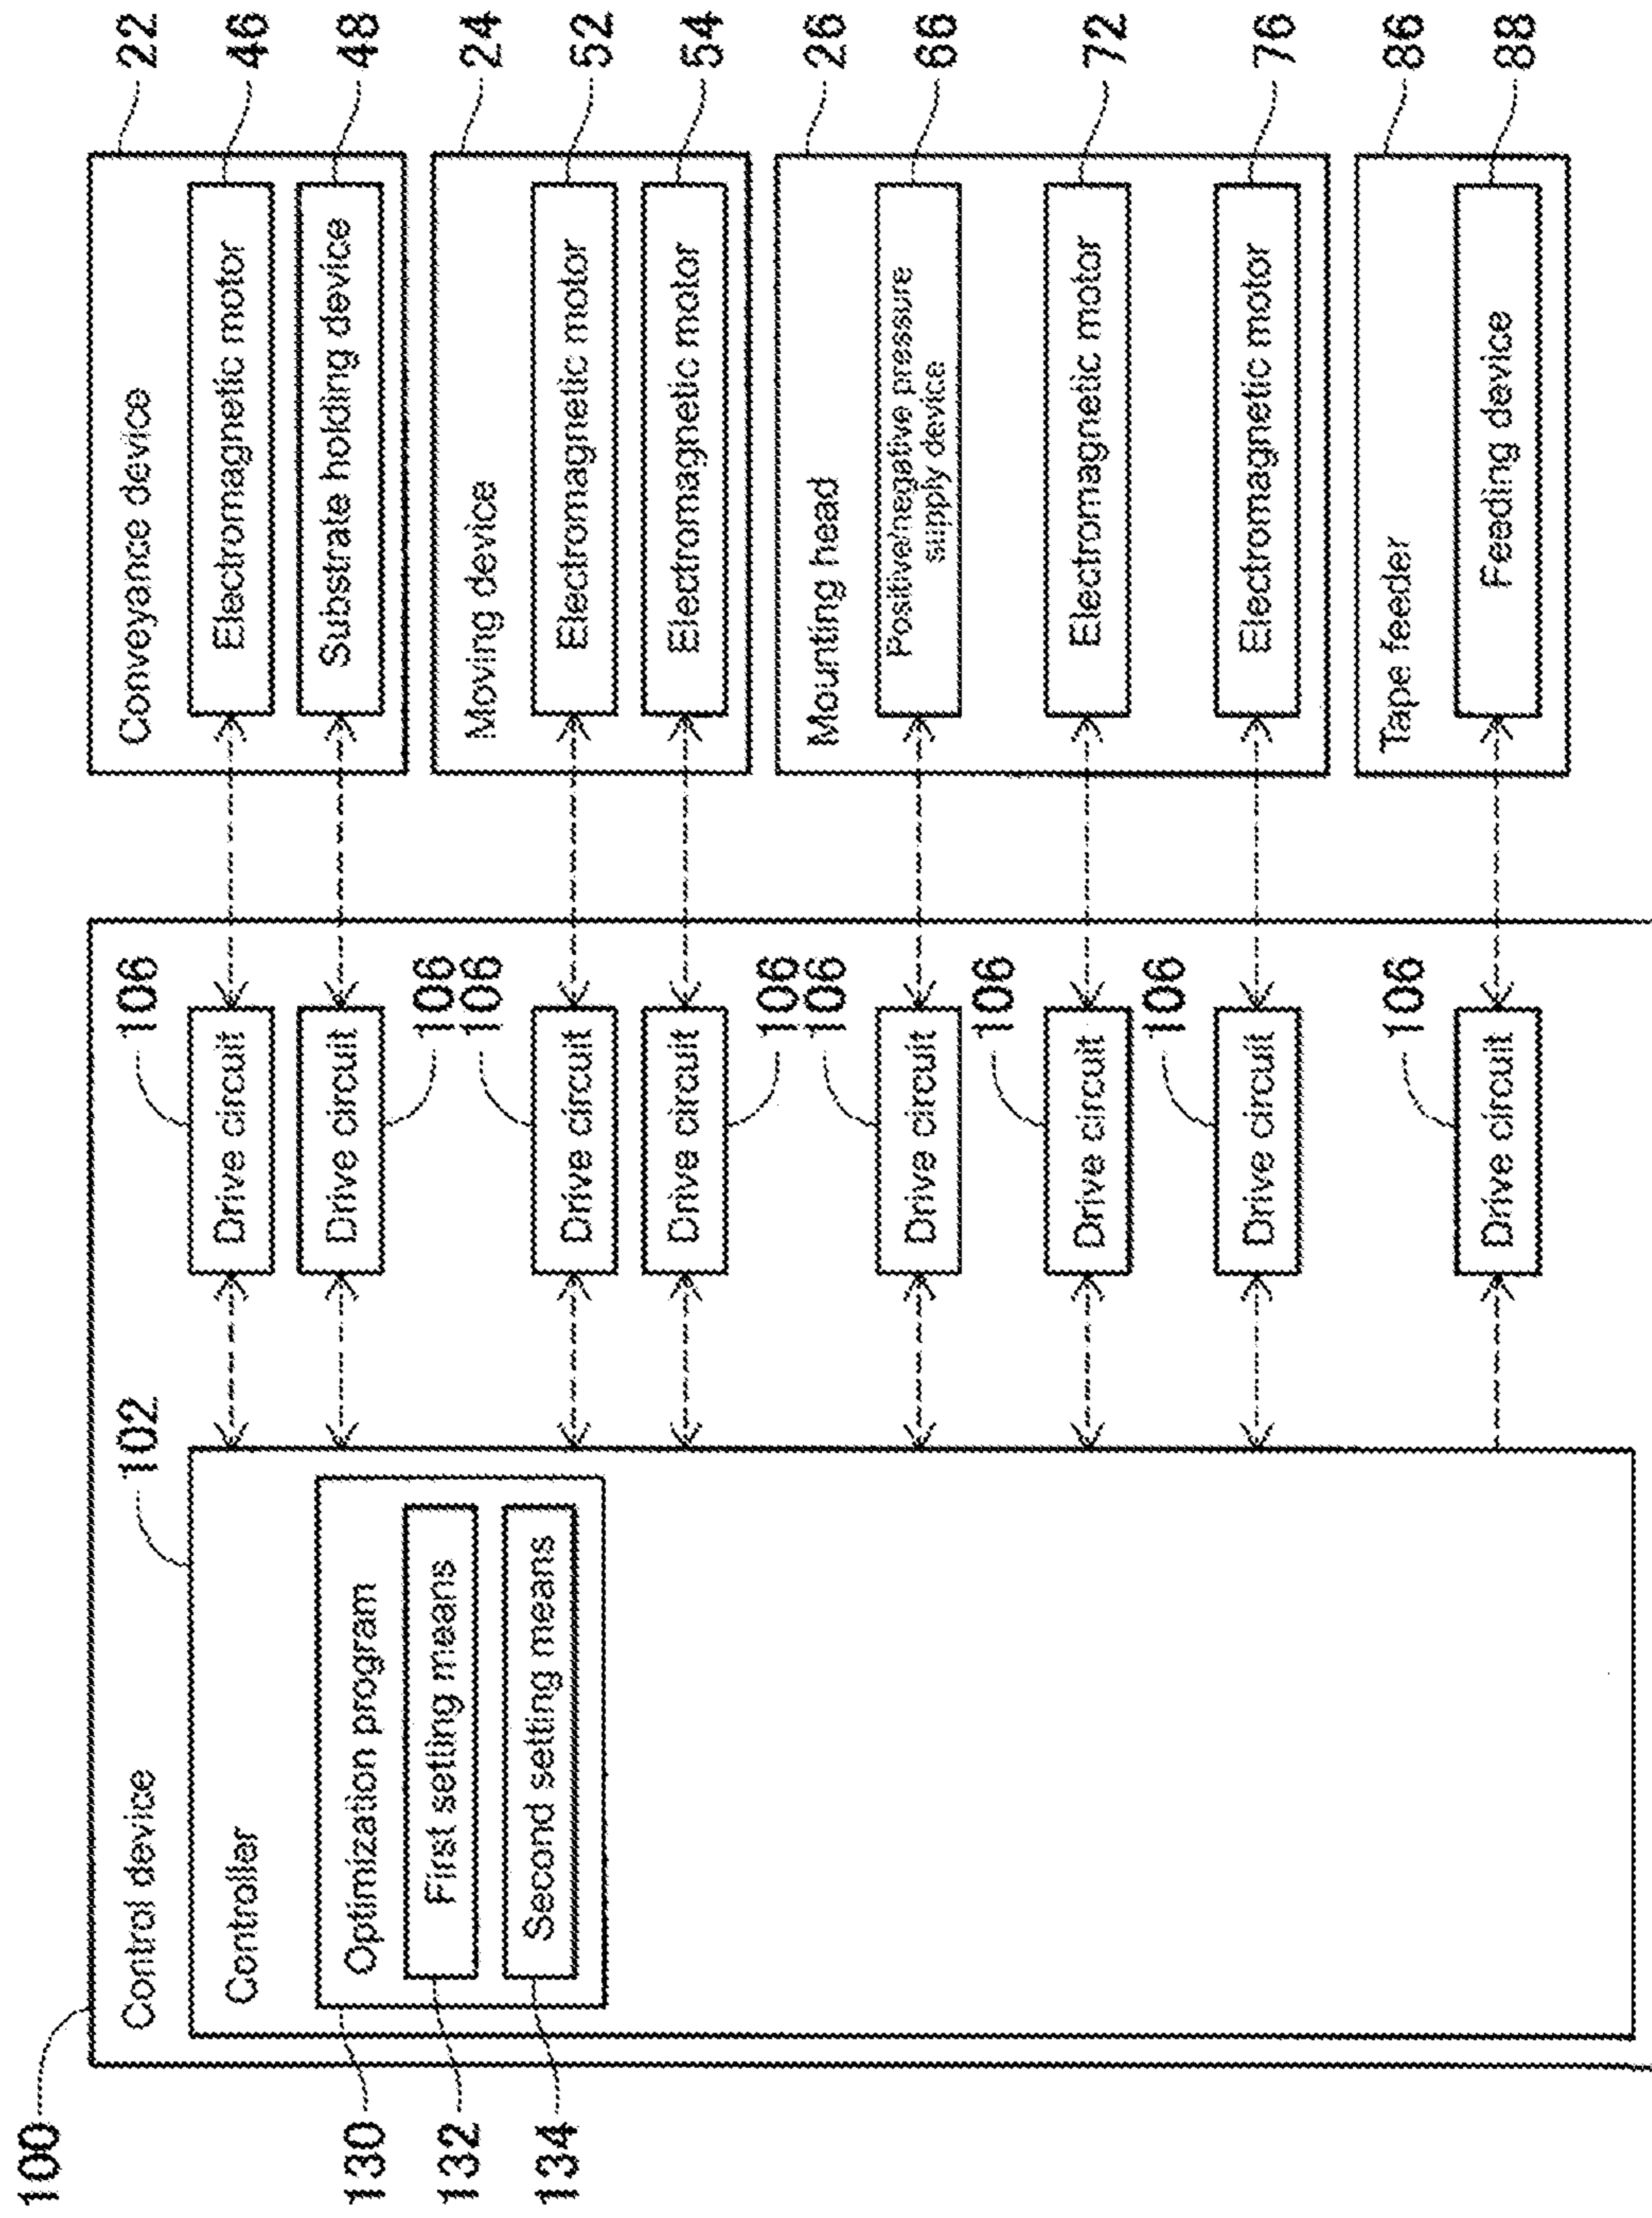 100
Control device
102
Controller
130
Optimization program
132
First setting means
134
Second setting means
106
Drive circuit
Drive circuit
106
106
Drive circuit
Drive circuit
106
106
Drive circuit
106
Drive circuit
106
Drive circuit
106
Drive circuit
Conveyance device
22
Electromagnetic motor
46
Substrate holding device
48
Moving device
24
Electromagnetic motor
52
Electromagnetic motor
54
Mounting head
26
Positive/negative pressure
supply device
66
Electromagnetic motor
72
Electromagnetic motor
76
Tape feeder
86
Feeding device
88